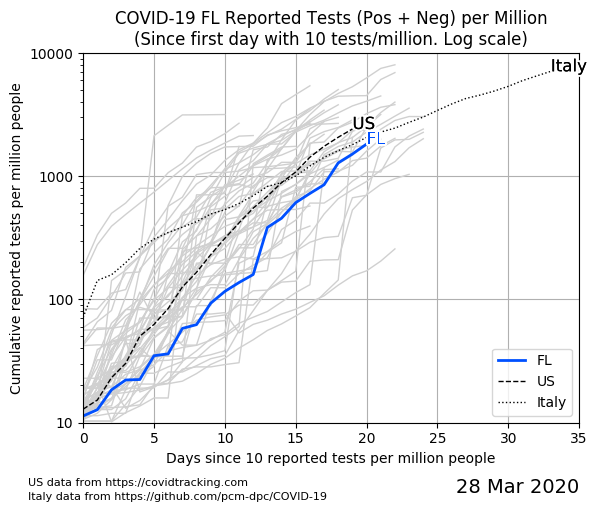 COVID-19 FL Reported Tests (Pos + Neg) per Million
(Since first day with 10 tests/million. Log scale)
Cumulative reported tests per million people
10000
1000
100
10
Italy
US
FL
FL
US
Italy
0 5 10 15 20 25 30 35
Days since 10 reported tests per million people
US data from https://covidtracking.com
Italy data from https://github.com/pcm-dpc/COVID-19
28 Mar 2020